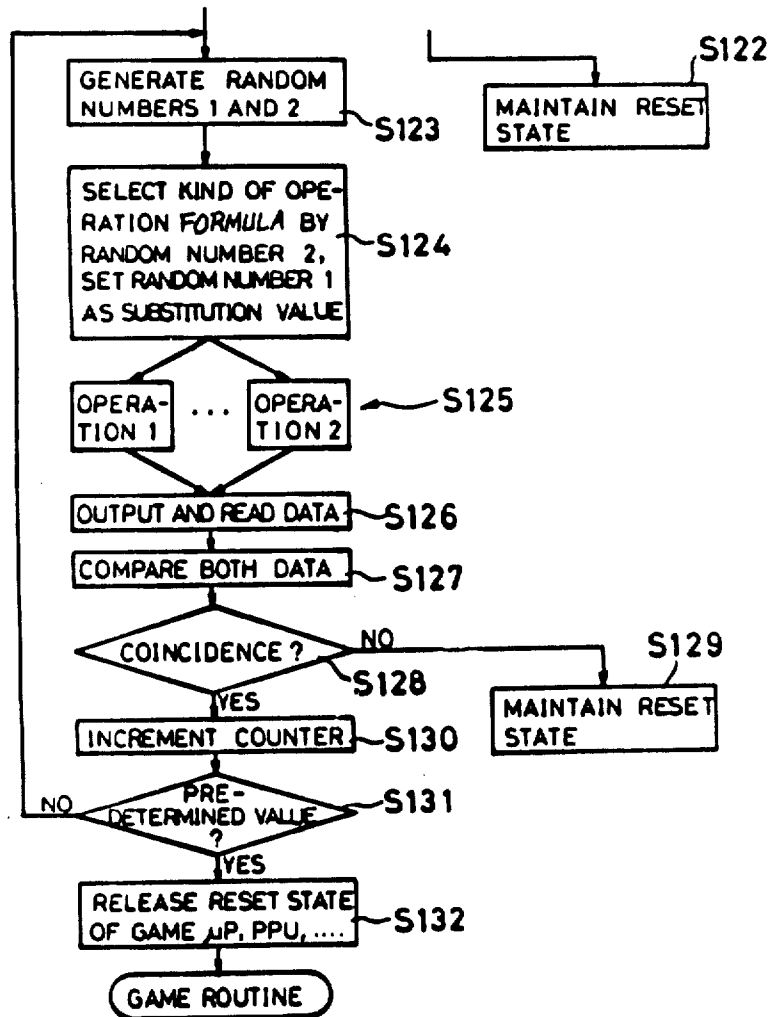 S122
MAINTAIN RESET
STATE
GENERATE RANDOM
NUMBERS 1 AND 2
S123
SELECT KIND OF OPE-
RATION FORMULA BY
RANDOM NUMBER 2,
SET RANDOM NUMBER 1
AS SUBSTITUTION VALUE
S124
OPERA-
TION 1
...
OPERA-
TION 2
S125
OUTPUT AND READ DATA
S126
COMPARE BOTH DATA
S127
COINCIDENCE ?
S128
NO
YES
S129
MAINTAIN RESET
STATE
INCREMENT COUNTER
S130
PRE-
DETERMINED VALUE
?
S131
NO
YES
RELEASE RESET STATE
OF GAME μP, PPU, ....
S132
GAME ROUTINE